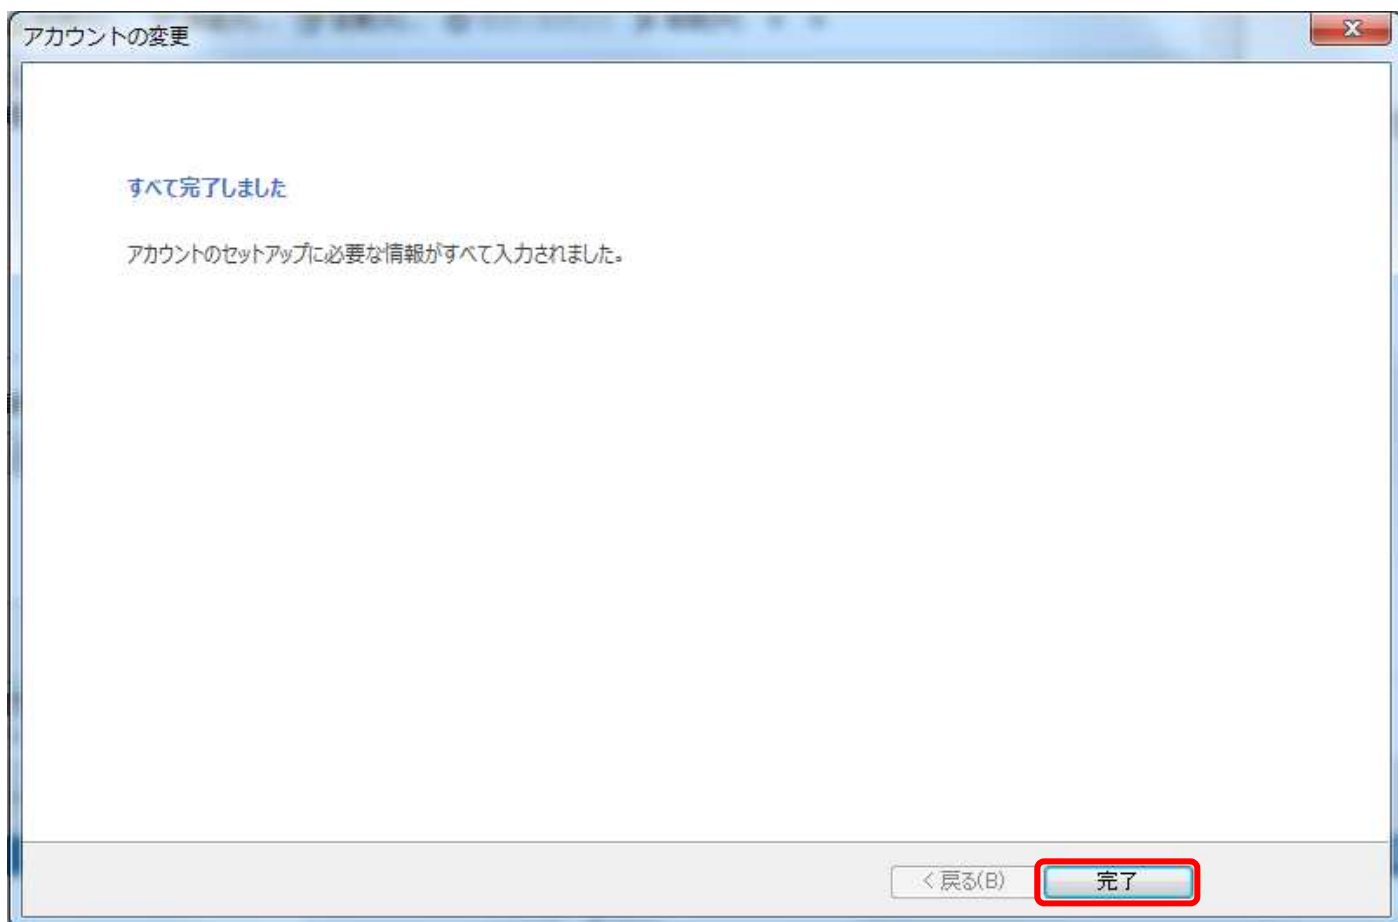 アカウントの変更
すべて完了しました
アカウントのセットアップに必要な情報がすべて入力されました。
< 戻る(B)
完了